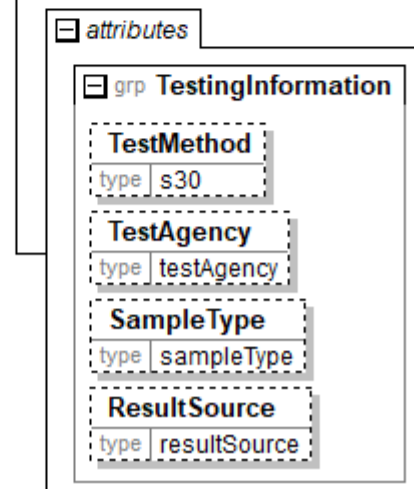 attributes
grp TestingInformation
TestMethod
type s30
TestAgency
type testAgency
SampleType
type sampleType
ResultSource
type resultSource